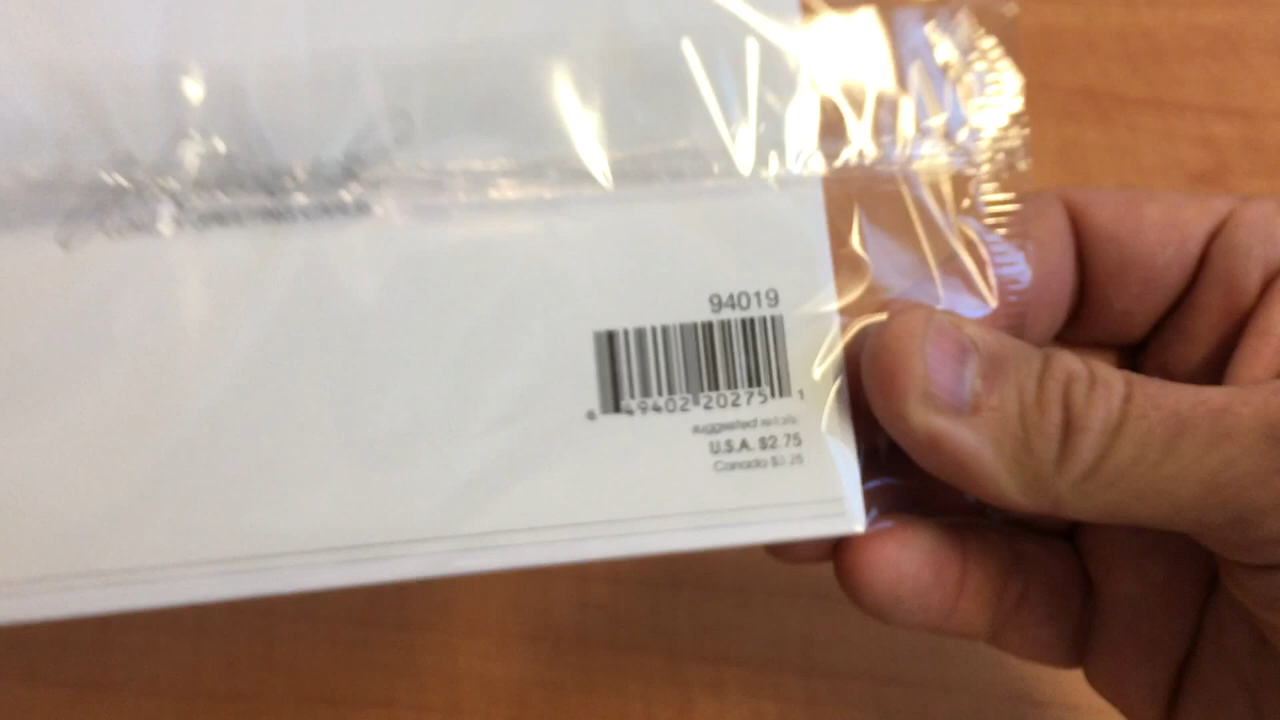 94019
6 49402 20275 1
suggested retail:
U.S.A. $2.75
Canada $3.25